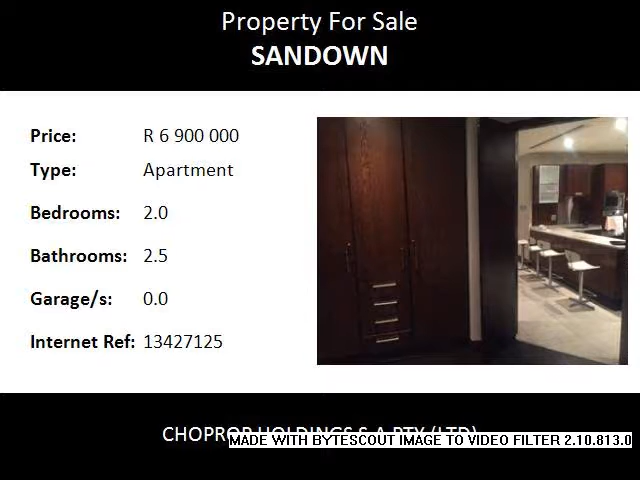 Property For Sale
SANDOWN
Price: R 6 900 000
Type: Apartment
Bedrooms: 2.0
Bathrooms: 2.5
Garage/s: 0.0
Internet Ref: 13427125
CHOPROP HOLDINGS S A PTY (LTD)
MADE WITH BYTESCOUT IMAGE TO VIDEO FILTER 2.10.813.0